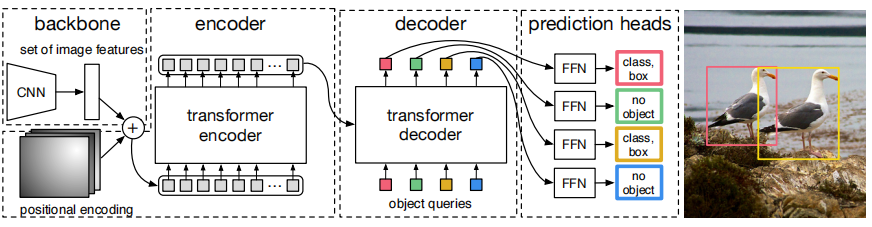 backbone
set of image features
CNN
+
positional encoding
encoder
...
transformer
encoder
...
decoder
transformer
decoder
object queries
prediction heads
FFN
class,
box
FFN
no
object
FFN
class,
box
FFN
no
object